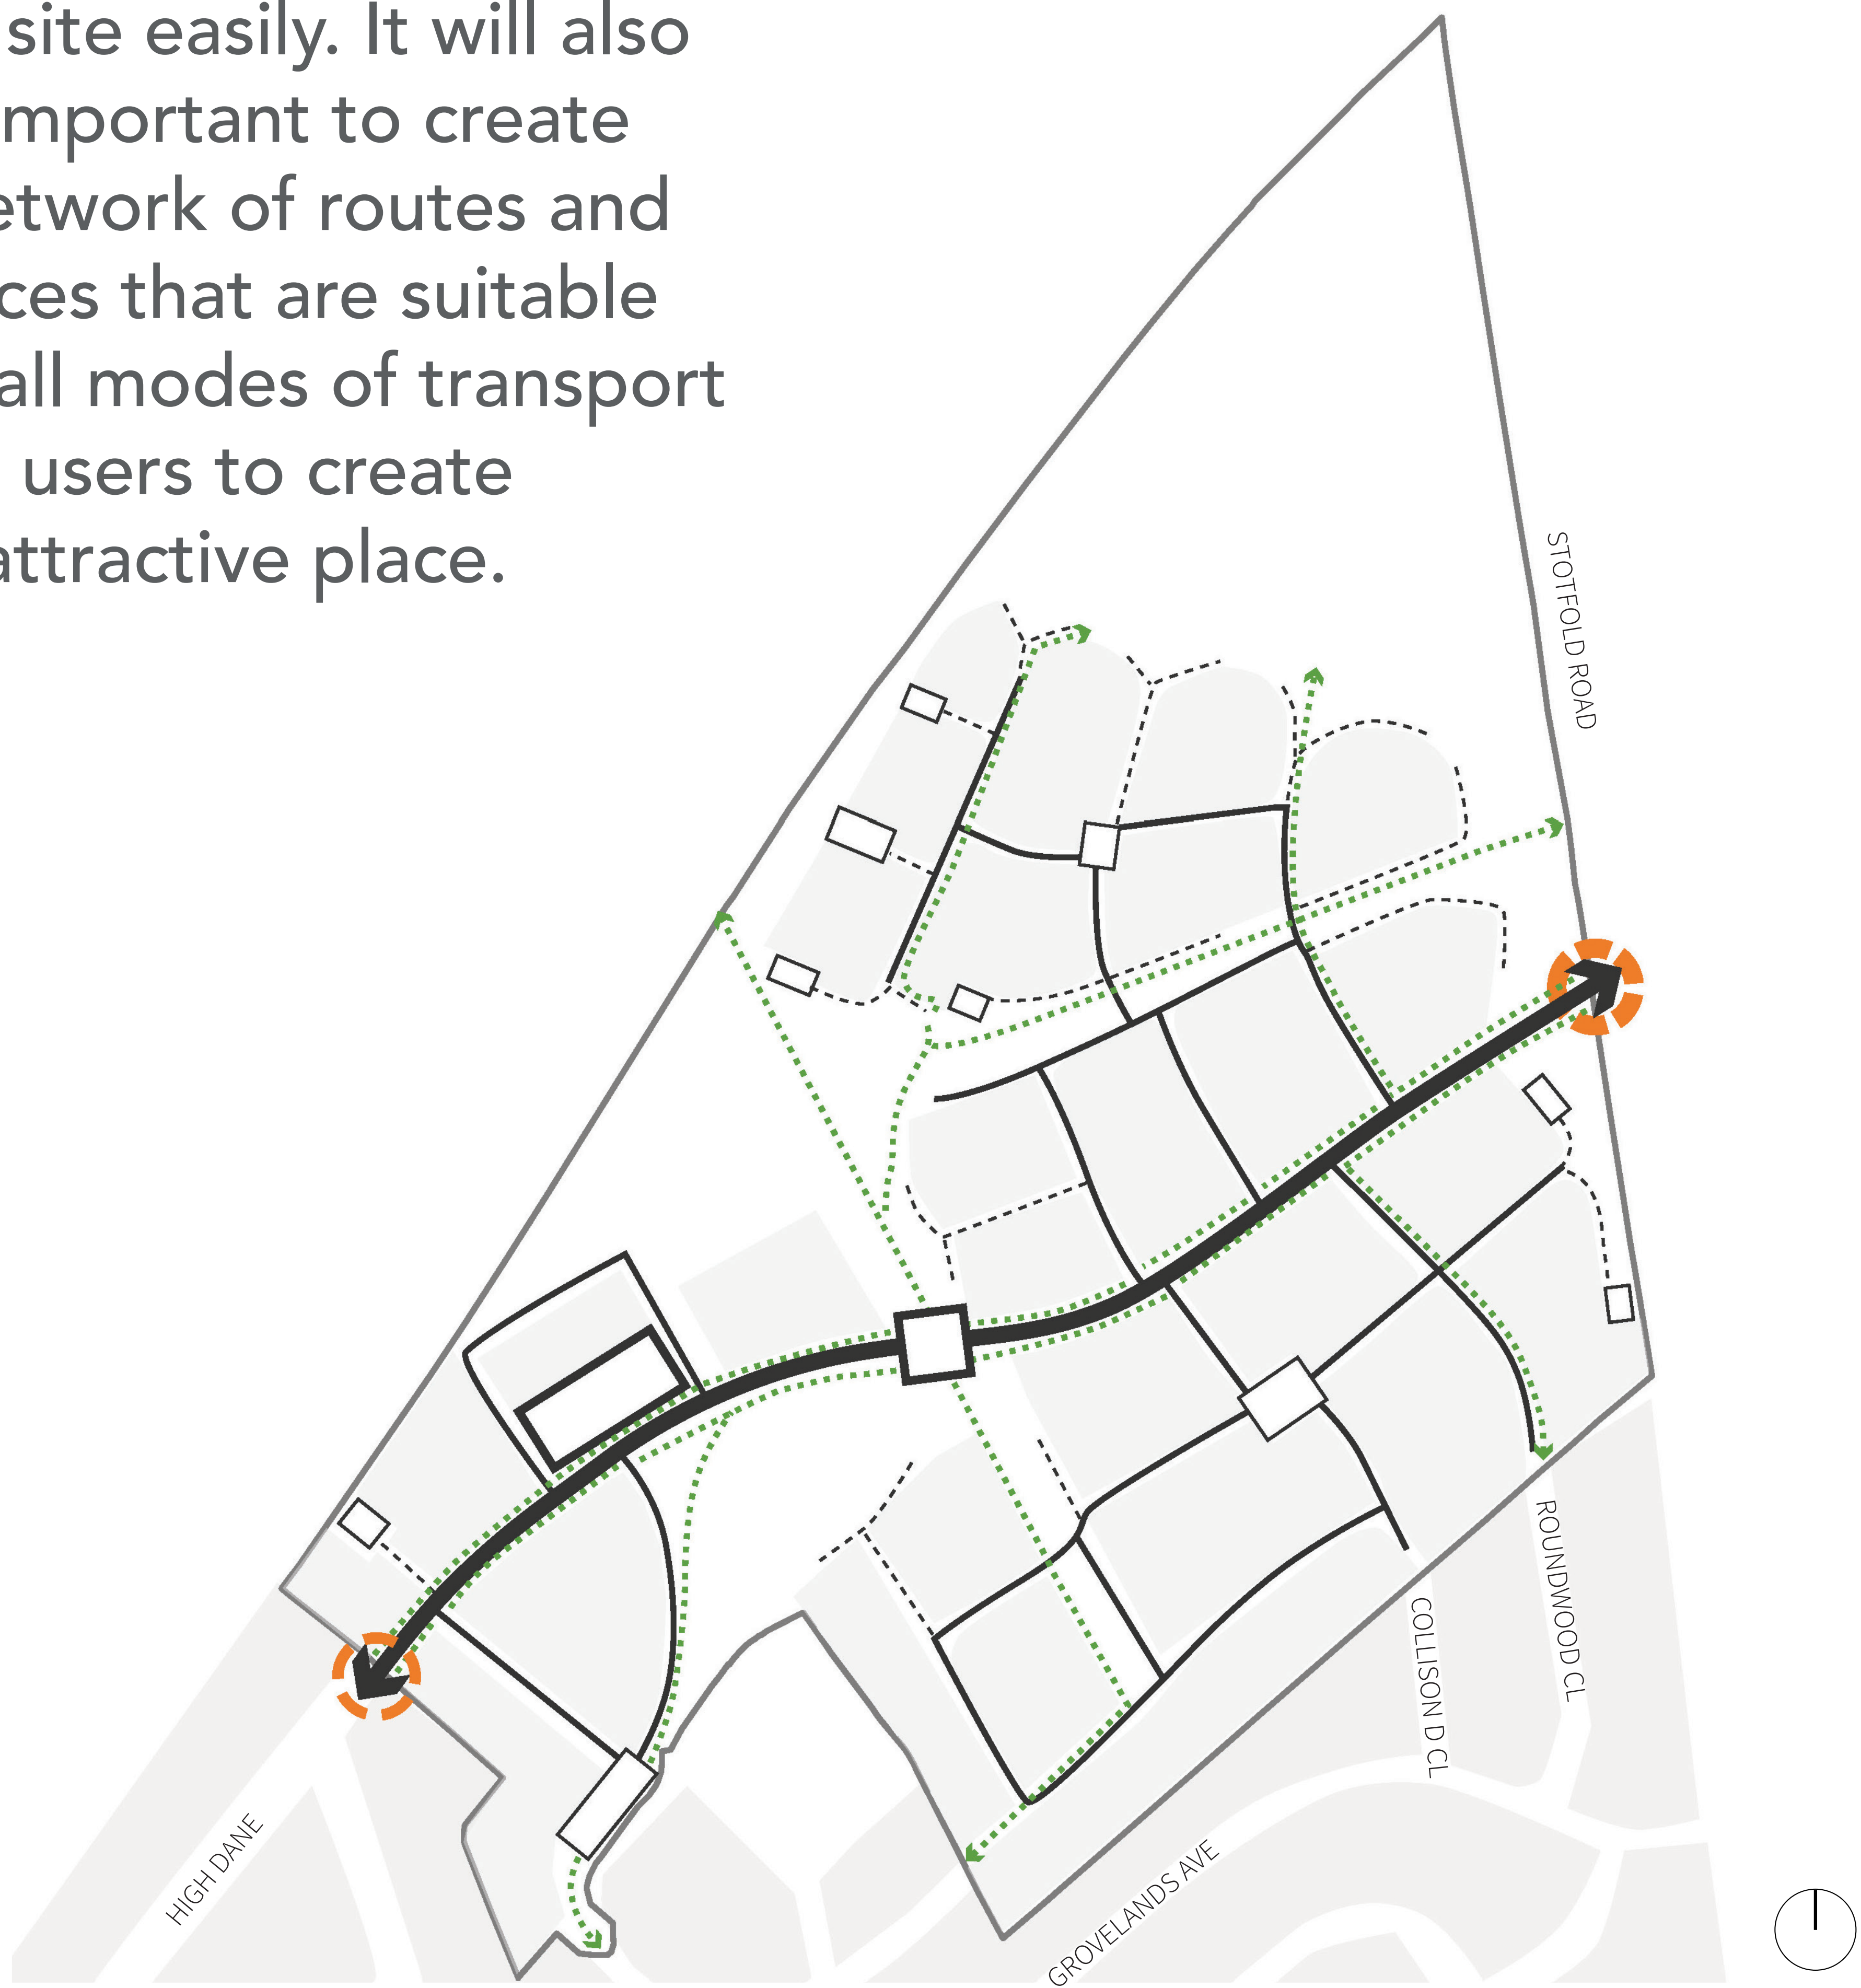 site easily. It will also
mportant to create
etwork of routes and
ces that are suitable
all modes of transport
users to create
attractive place.
STOTFOLD ROAD
ROUNDWOOD CL
COLLISON D CL
HIGH DANE
GROVELANDS AVE